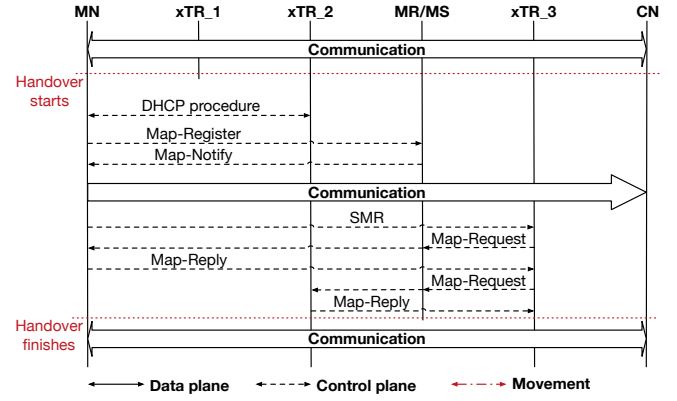 MN xTR_1 xTR_2 MR/MS xTR_3 CN
Communication
Handover
starts
DHCP procedure
Map-Register
Map-Notify
Communication
SMR
Map-Request
Map-Reply
Map-Request
Map-Reply
Handover
finishes
Communication
Data plane Control plane Movement